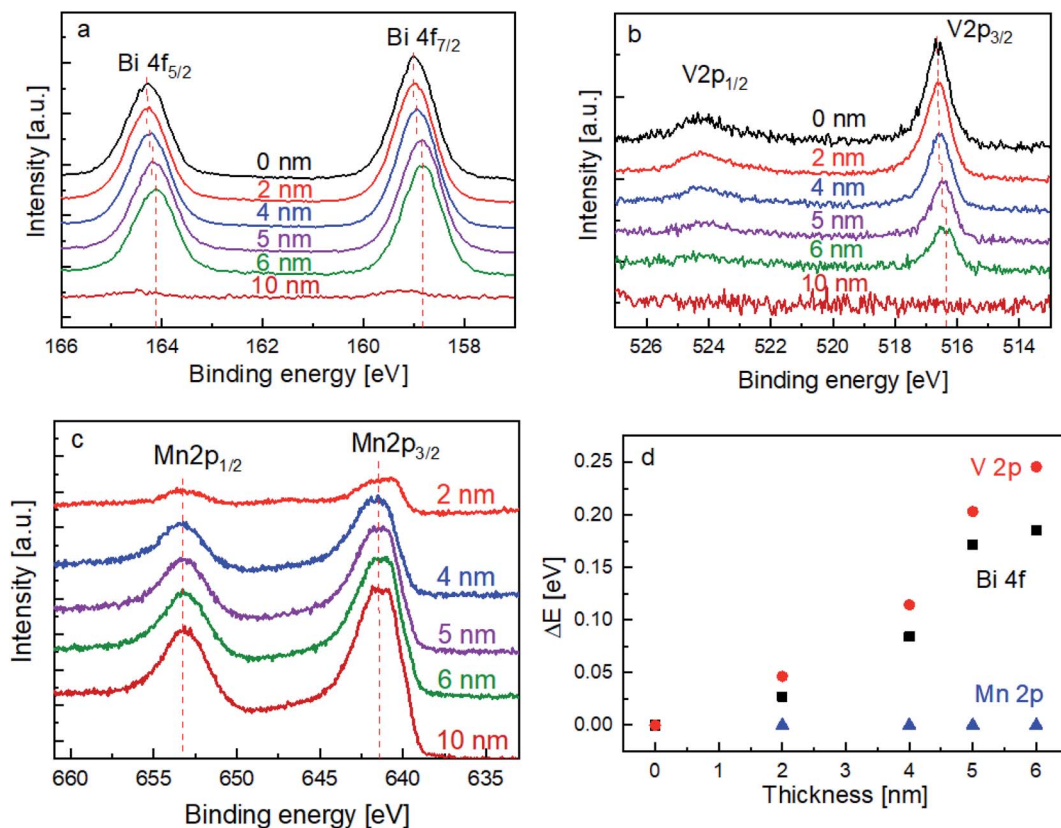 a
Bi 4f5/2
Bi 4f7/2
0 nm
2 nm
4 nm
5 nm
6 nm
10 nm
Intensity [a.u.]
166 164 162 160 158
Binding energy [eV]
b
V2p3/2
V2p1/2
0 nm
2 nm
4 nm
5 nm
6 nm
10 nm
Intensity [a.u.]
526 524 522 520 518 516 514
Binding energy [eV]
c
Mn2p1/2
Mn2p3/2
2 nm
4 nm
5 nm
6 nm
10 nm
Intensity [a.u.]
660 655 650 645 640 635
Binding energy [eV]
d
V 2p
Bi 4f
Mn 2p
0.25
0.20
0.15
0.10
0.05
0.00
ΔE [eV]
0 1 2 3 4 5 6
Thickness [nm]